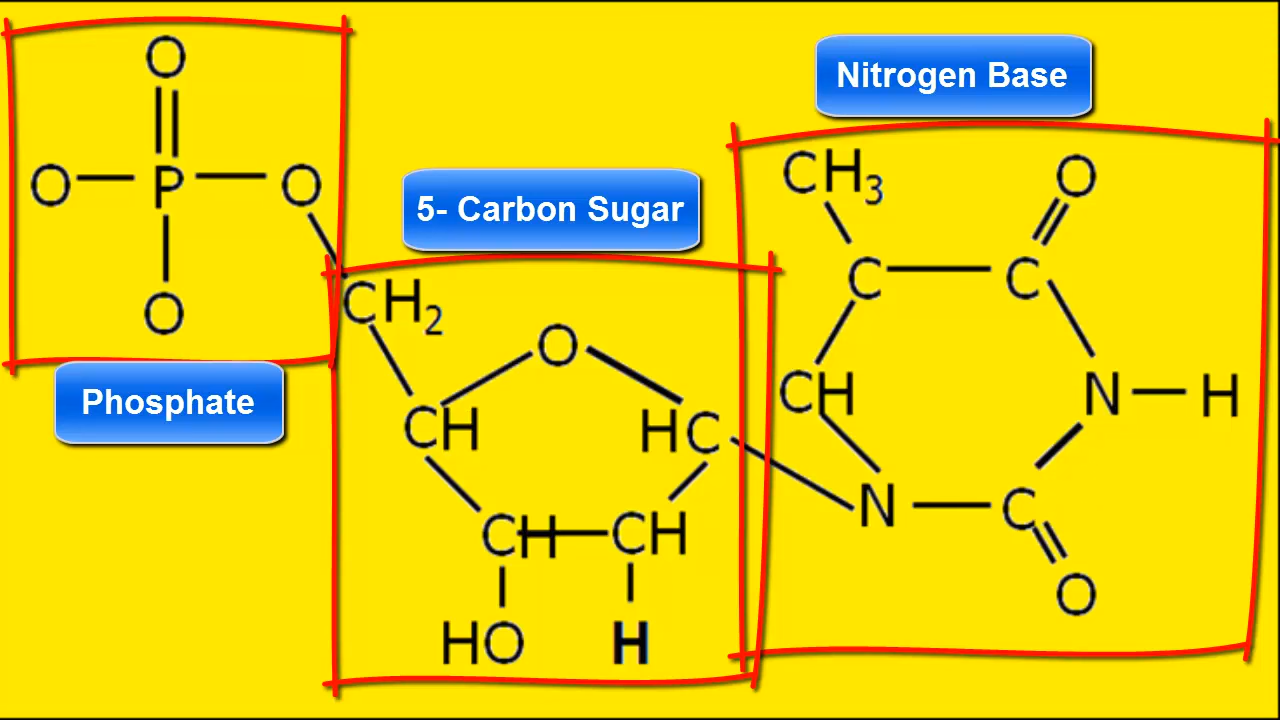 O
Nitrogen Base
O P O
CH3 O
5- Carbon Sugar
O
C C
CH2
O
Phosphate
CH N H
CH HC
N C
CH CH
O
HO H